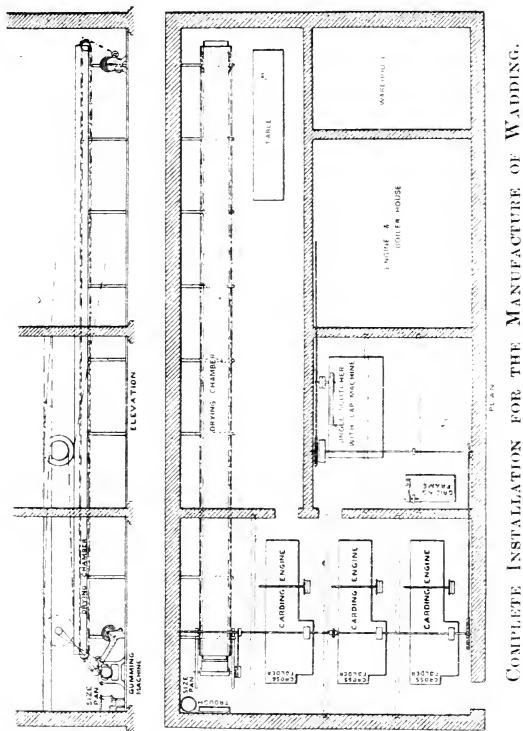 DRYING CHAMBER
SIZE
PAN
GUMMING
MACHINE
ELEVATION
SIZE
PAN
TROUGH
DRYING CHAMBER
TABLE
CARDING ENGINE
CROSS
FOLDER
CARDING ENGINE
CROSS
FOLDER
CARDING ENGINE
CROSS
FOLDER
WITH LAP MACHINE
FRAME
ENGINE &
BOILER HOUSE
PLAN
COMPLETE INSTALLATION FOR THE MANUFACTURE OF WADDING.